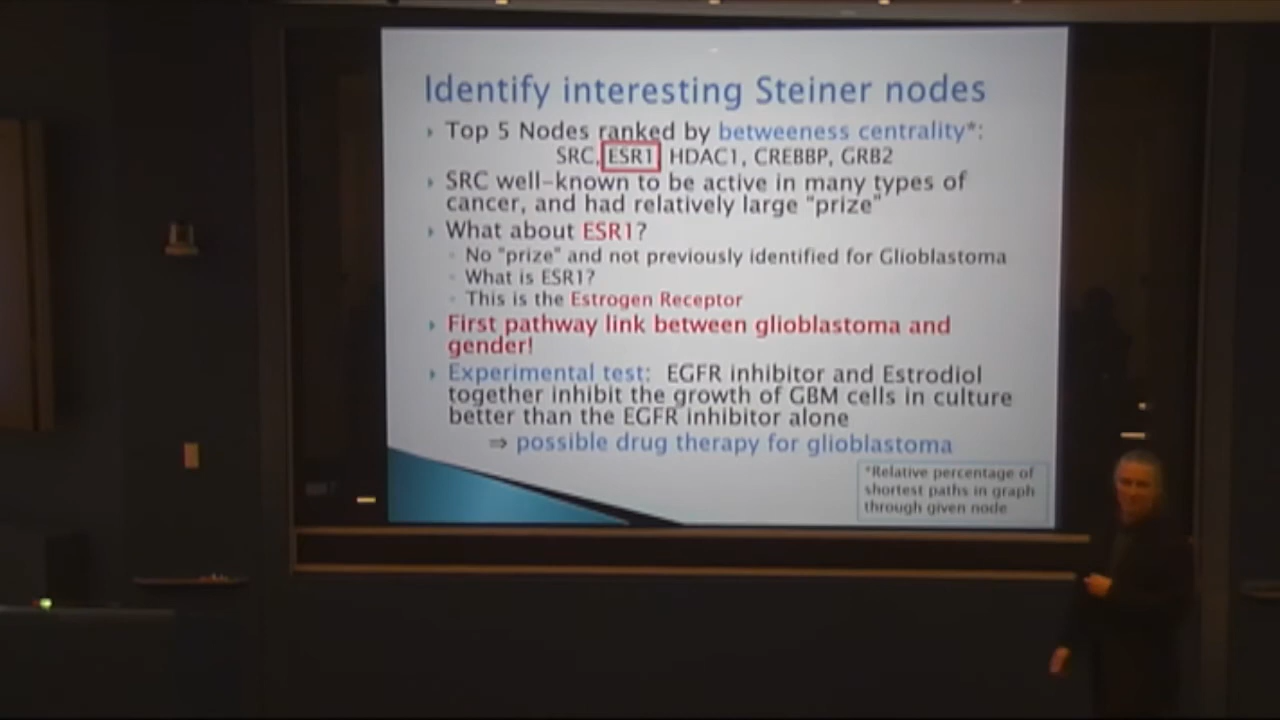 Identify interesting Steiner nodes
Top 5 Nodes ranked by betweeness centrality*:
SRC, ESR1, HDAC1, CREBBP, GRB2
SRC well-known to be active in many types of
cancer, and had relatively large "prize"
What about ESR1?
No "prize" and not previously identified for Glioblastoma
What is ESR1?
This is the Estrogen Receptor
First pathway link between glioblastoma and
gender!
Experimental test: EGFR inhibitor and Estrodiol
together inhibit the growth of GBM cells in culture
better than the EGFR inhibitor alone
⇒ possible drug therapy for glioblastoma
*Relative percentage of
shortest paths in graph
through given node